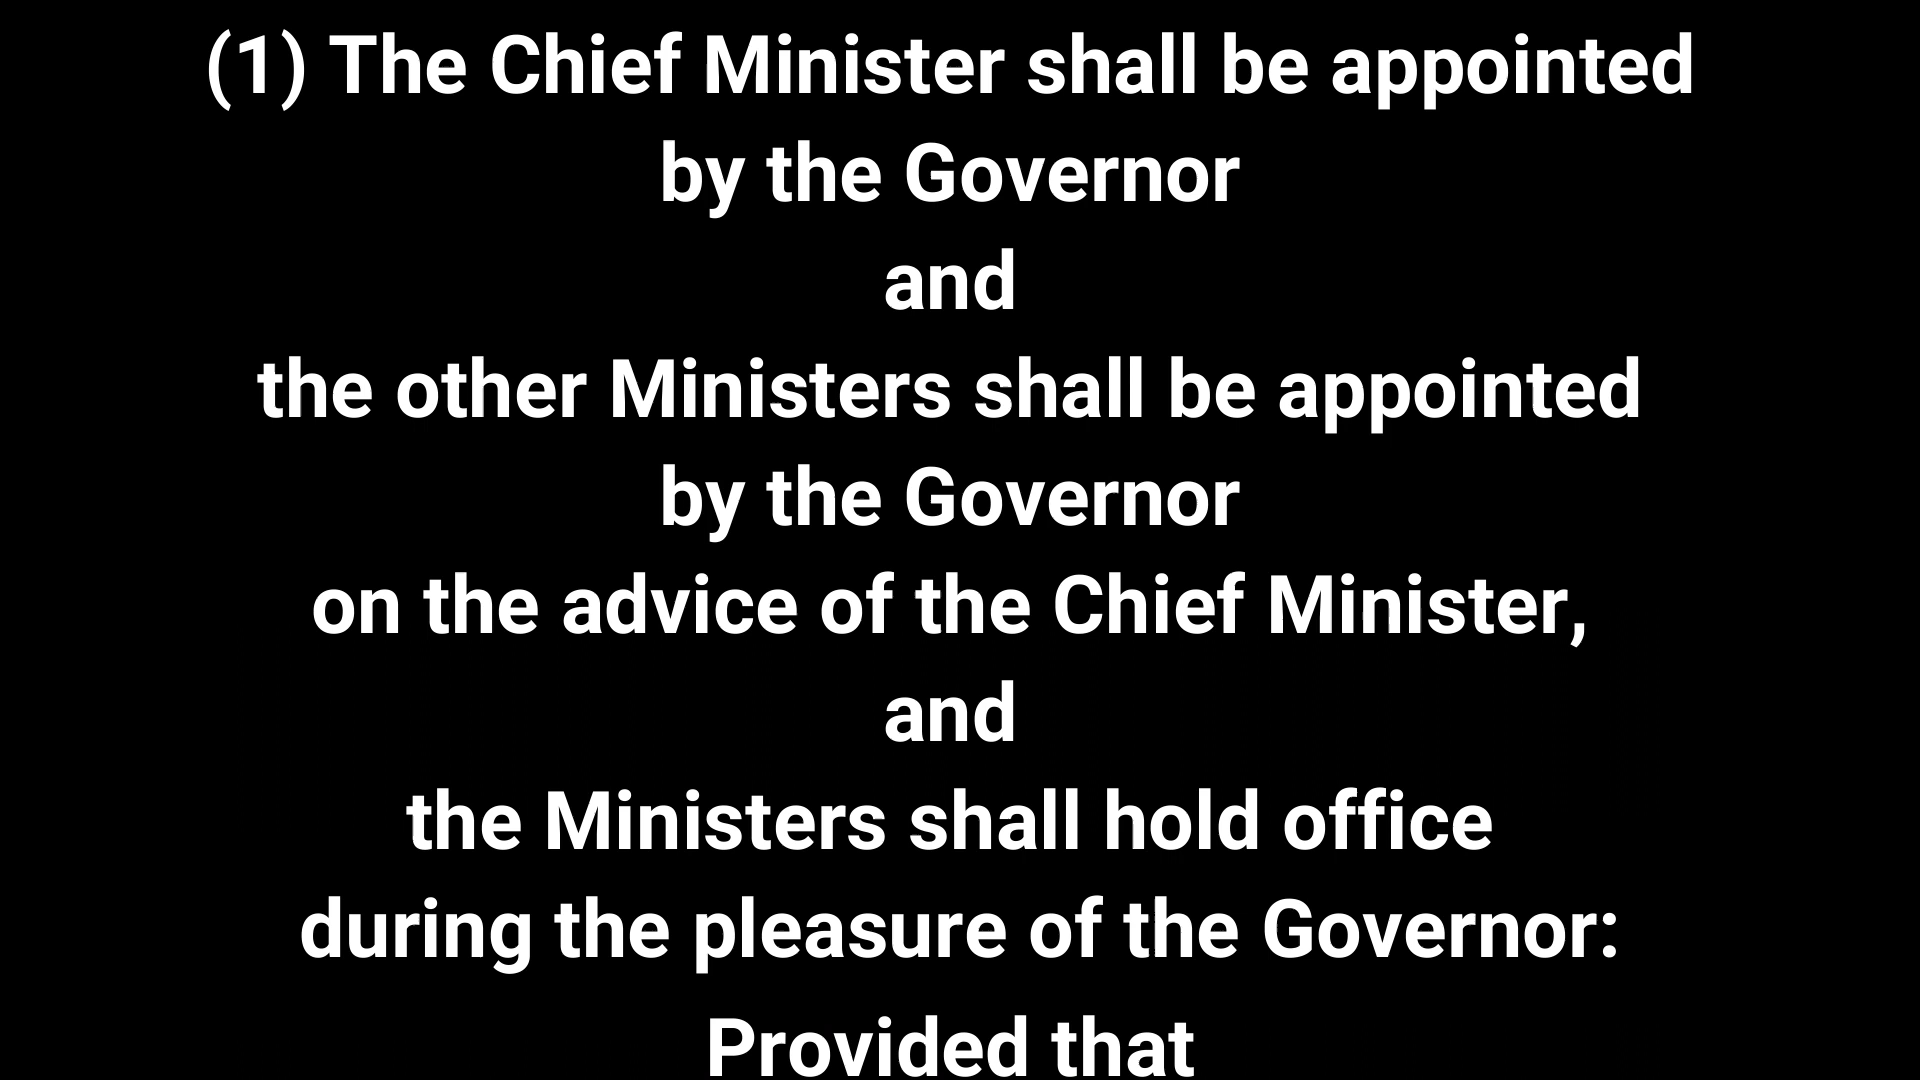 (1) The Chief Minister shall be appointed
by the Governor
and
the other Ministers shall be appointed
by the Governor
on the advice of the Chief Minister,
and
the Ministers shall hold office
during the pleasure of the Governor:
Provided that